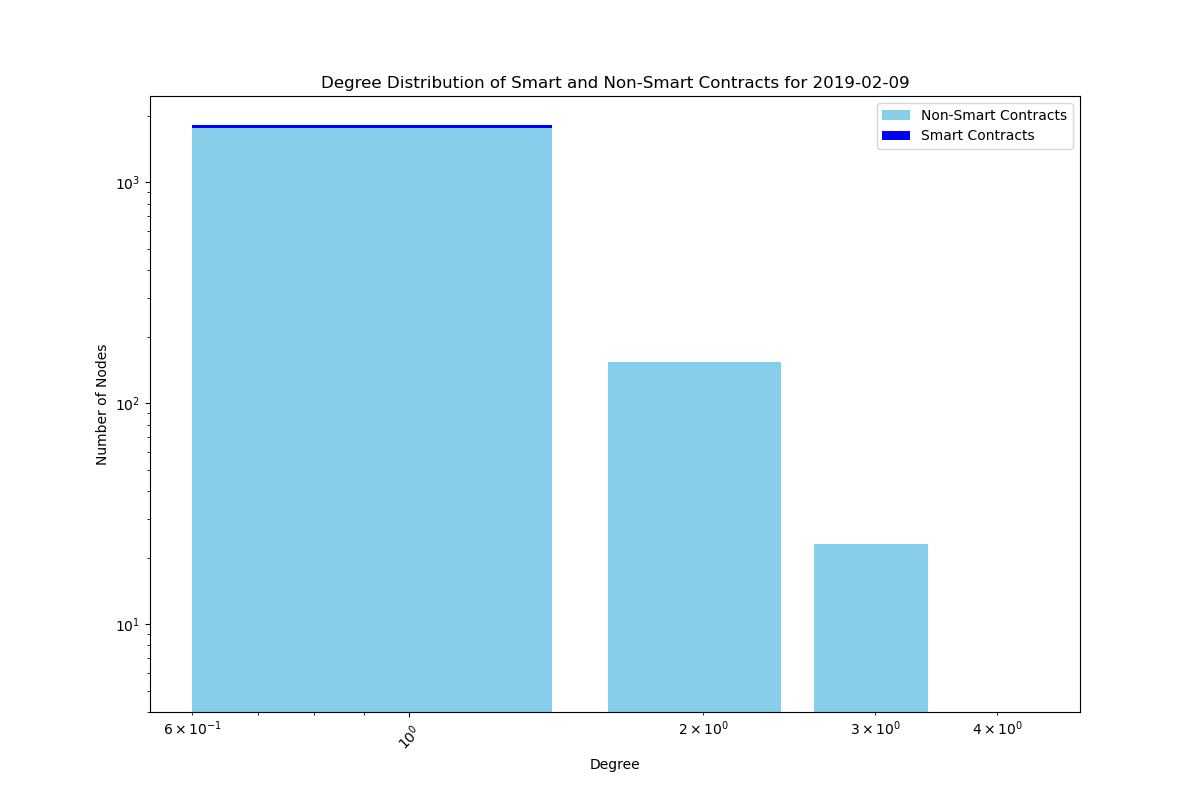 Degree Distribution of Smart and Non-Smart Contracts for 2019-02-09
Non-Smart Contracts
Smart Contracts
10³
10²
10¹
Number of Nodes
6 × 10⁻¹
10⁰
2 × 10⁰
3 × 10⁰
4 × 10⁰
Degree